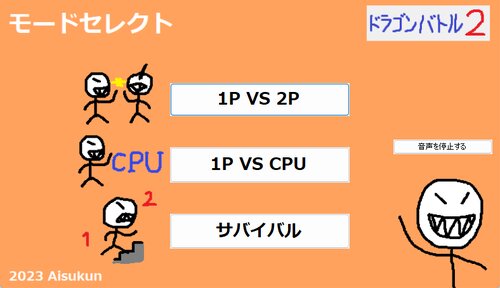 モードセレクト
ドラゴンバトル2
1P VS 2P
CPU
1P VS CPU
音声を停止する
2
1
サバイバル
2023 Aisukun